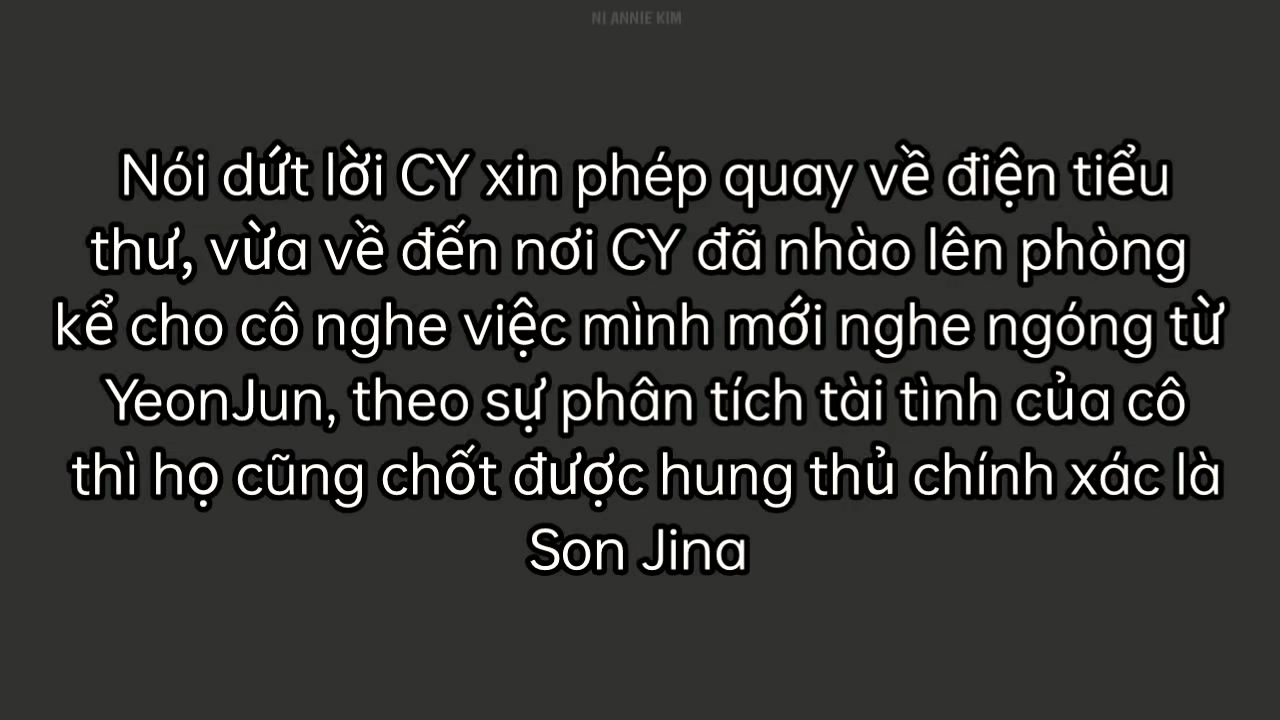 NI ANNIE KIM
Nói dứt lời CY xin phép quay về điện tiểu
thư, vừa về đến nơi CY đã nhào lên phòng
kể cho cô nghe việc mình mới nghe ngóng từ
YeonJun, theo sự phân tích tài tình của cô
thì họ cũng chốt được hung thủ chính xác là
Son Jina